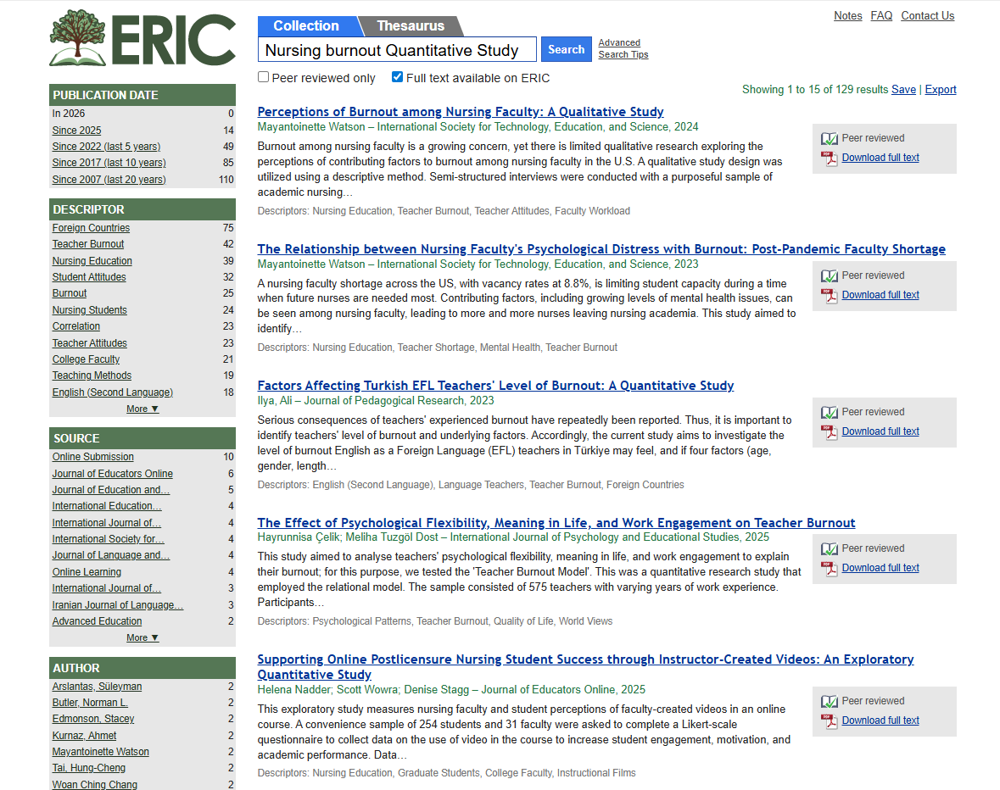 ERIC
Notes FAQ Contact Us
Collection Thesaurus
Nursing burnout Quantitative Study
Search
Advanced
Search Tips
Peer reviewed only Full text available on ERIC
Showing 1 to 15 of 129 results Save | Export
PUBLICATION DATE
In 2026 0
Since 2025 14
Since 2022 (last 5 years) 49
Since 2017 (last 10 years) 85
Since 2007 (last 20 years) 110
DESCRIPTOR
Foreign Countries 75
Teacher Burnout 42
Nursing Education 39
Student Attitudes 32
Burnout 25
Nursing Students 24
Correlation 23
Teacher Attitudes 23
College Faculty 21
Teaching Methods 19
English (Second Language) 18
More ▼
SOURCE
Online Submission 10
Journal of Educators Online 6
Journal of Education and… 5
International Education… 4
International Journal of… 4
International Society for… 4
Journal of Language and… 4
Online Learning 4
International Journal of… 3
Iranian Journal of Language… 3
Advanced Education 2
More ▼
AUTHOR
Arslantas, Süleyman 2
Butler, Norman L. 2
Edmonson, Stacey 2
Kurnaz, Ahmet 2
Mayantoinette Watson 2
Tai, Hung-Cheng 2
Woan Ching Chang 2
Perceptions of Burnout among Nursing Faculty: A Qualitative Study
Mayantoinette Watson – International Society for Technology, Education, and Science, 2024
Burnout among nursing faculty is a growing concern, yet there is limited qualitative research exploring the
perceptions of contributing factors to burnout among nursing faculty in the U.S. A qualitative study design was
utilized using a descriptive method. Semi-structured interviews were conducted with a purposeful sample of
academic nursing…
Descriptors: Nursing Education, Teacher Burnout, Teacher Attitudes, Faculty Workload
Peer reviewed
PDF Download full text
The Relationship between Nursing Faculty's Psychological Distress with Burnout: Post-Pandemic Faculty Shortage
Mayantoinette Watson – International Society for Technology, Education, and Science, 2023
A nursing faculty shortage across the US, with vacancy rates at 8.8%, is limiting student capacity during a time
when future nurses are needed most. Contributing factors, including growing levels of mental health issues, can
be seen among nursing faculty, leading to more and more nurses leaving nursing academia. This study aimed to
identify…
Descriptors: Nursing Education, Teacher Shortage, Mental Health, Teacher Burnout
Peer reviewed
PDF Download full text
Factors Affecting Turkish EFL Teachers' Level of Burnout: A Quantitative Study
Ilya, Ali – Journal of Pedagogical Research, 2023
Serious consequences of teachers' experienced burnout have repeatedly been reported. Thus, it is important to
identify teachers' level of burnout and underlying factors. Accordingly, the current study aims to investigate the
level of burnout English as a Foreign Language (EFL) teachers in Türkiye may feel, and if four factors (age,
gender, length…
Descriptors: English (Second Language), Language Teachers, Teacher Burnout, Foreign Countries
Peer reviewed
PDF Download full text
The Effect of Psychological Flexibility, Meaning in Life, and Work Engagement on Teacher Burnout
Hayrunnisa Çelik; Meliha Tuzgöl Dost – International Journal of Psychology and Educational Studies, 2025
This study aimed to analyse teachers' psychological flexibility, meaning in life, and work engagement to explain
their burnout; for this purpose, we tested the 'Teacher Burnout Model'. This was a quantitative research study that
employed the relational model. The sample consisted of 575 teachers with varying years of work experience.
Participants…
Descriptors: Psychological Patterns, Teacher Burnout, Quality of Life, World Views
Peer reviewed
PDF Download full text
Supporting Online Postlicensure Nursing Student Success through Instructor-Created Videos: An Exploratory
Quantitative Study
Helena Nadder; Scott Wowra; Denise Stagg – Journal of Educators Online, 2025
This exploratory study measures nursing faculty and student perceptions of faculty-created videos in an online
course. A convenience sample of 254 students and 31 faculty were asked to complete a Likert-scale
questionnaire to collect data on the use of video in the course to increase student engagement, motivation, and
academic performance. Data…
Descriptors: Nursing Education, Graduate Students, College Faculty, Instructional Films
Peer reviewed
PDF Download full text